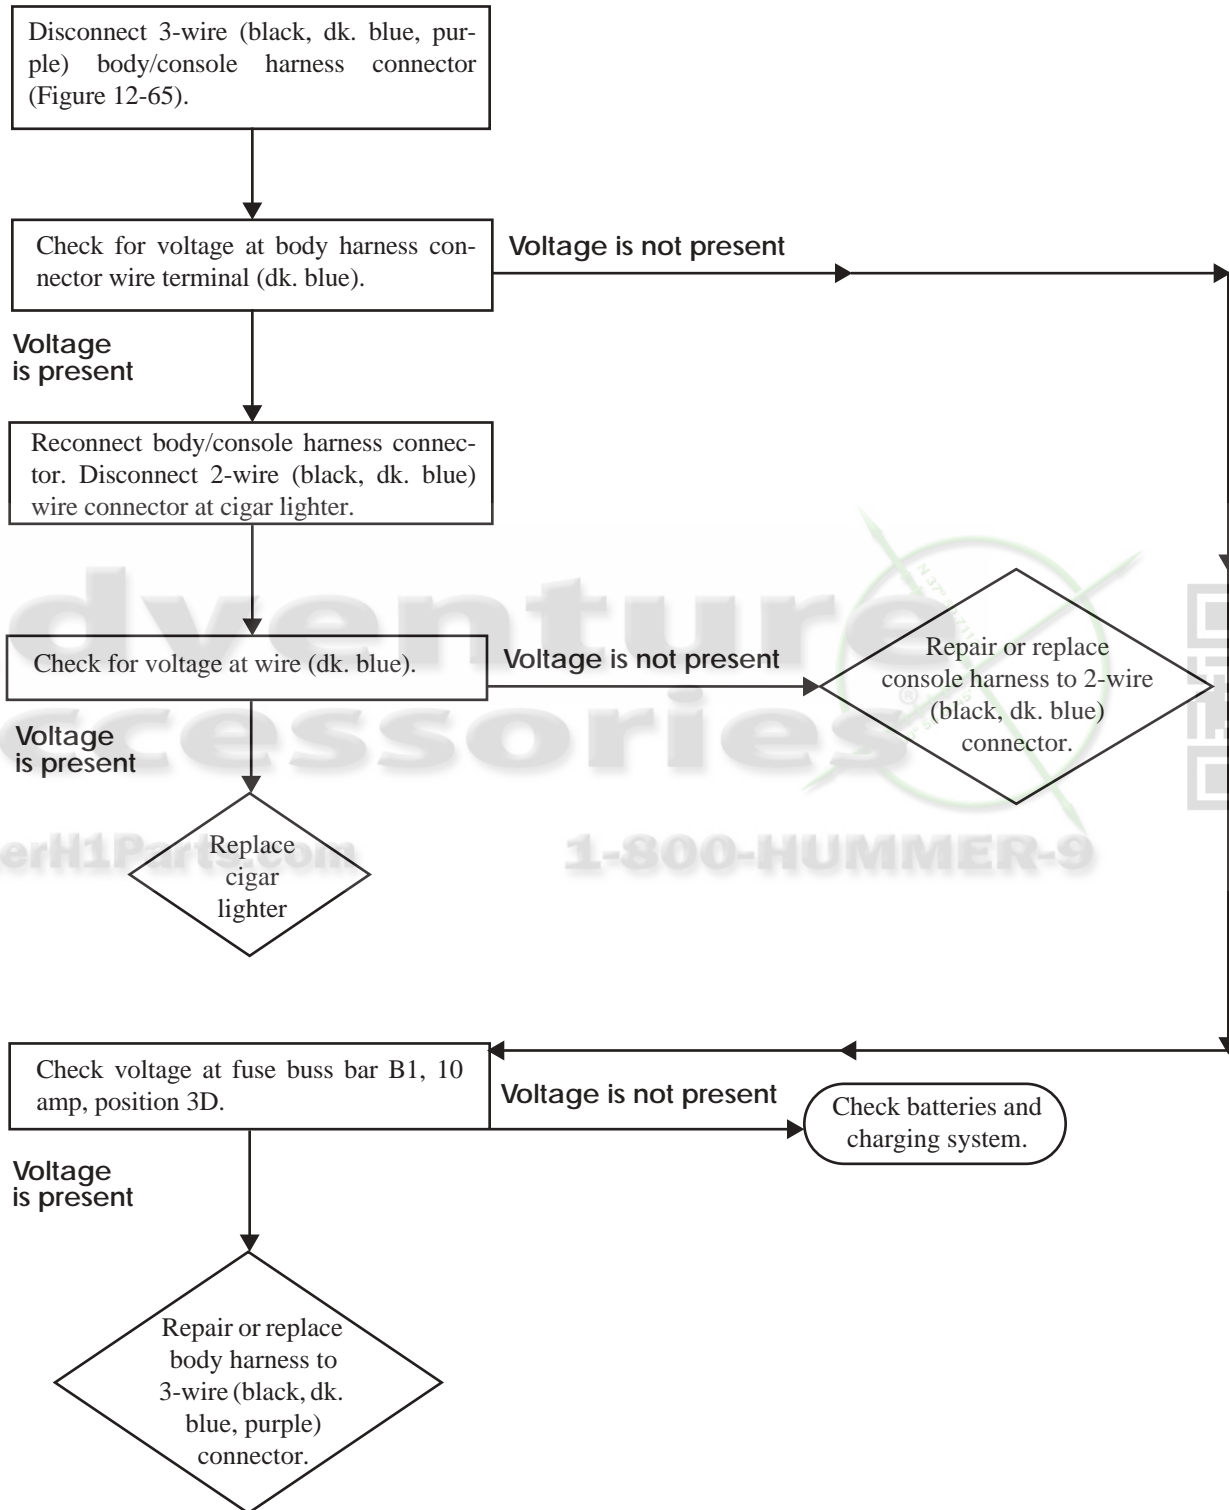 Disconnect 3-wire (black, dk. blue, pur-
ple) body/console harness connector
(Figure 12-65).
Check for voltage at body harness con-
nector wire terminal (dk. blue).
Voltage is not present
Voltage
is present
Reconnect body/console harness connec-
tor. Disconnect 2-wire (black, dk. blue)
wire connector at cigar lighter.
dventure
Check for voltage at wire (dk. blue).
Voltage is not present
Repair or replace
console harness to 2-wire
(black, dk. blue)
connector.
ccessories
®
Voltage
is present
Replace
cigar
lighter
erH1Parts.com
1-800-HUMMER-9
Check voltage at fuse buss bar B1, 10
amp, position 3D.
Voltage is not present
Check batteries and
charging system.
Voltage
is present
Repair or replace
body harness to
3-wire (black, dk.
blue, purple)
connector.